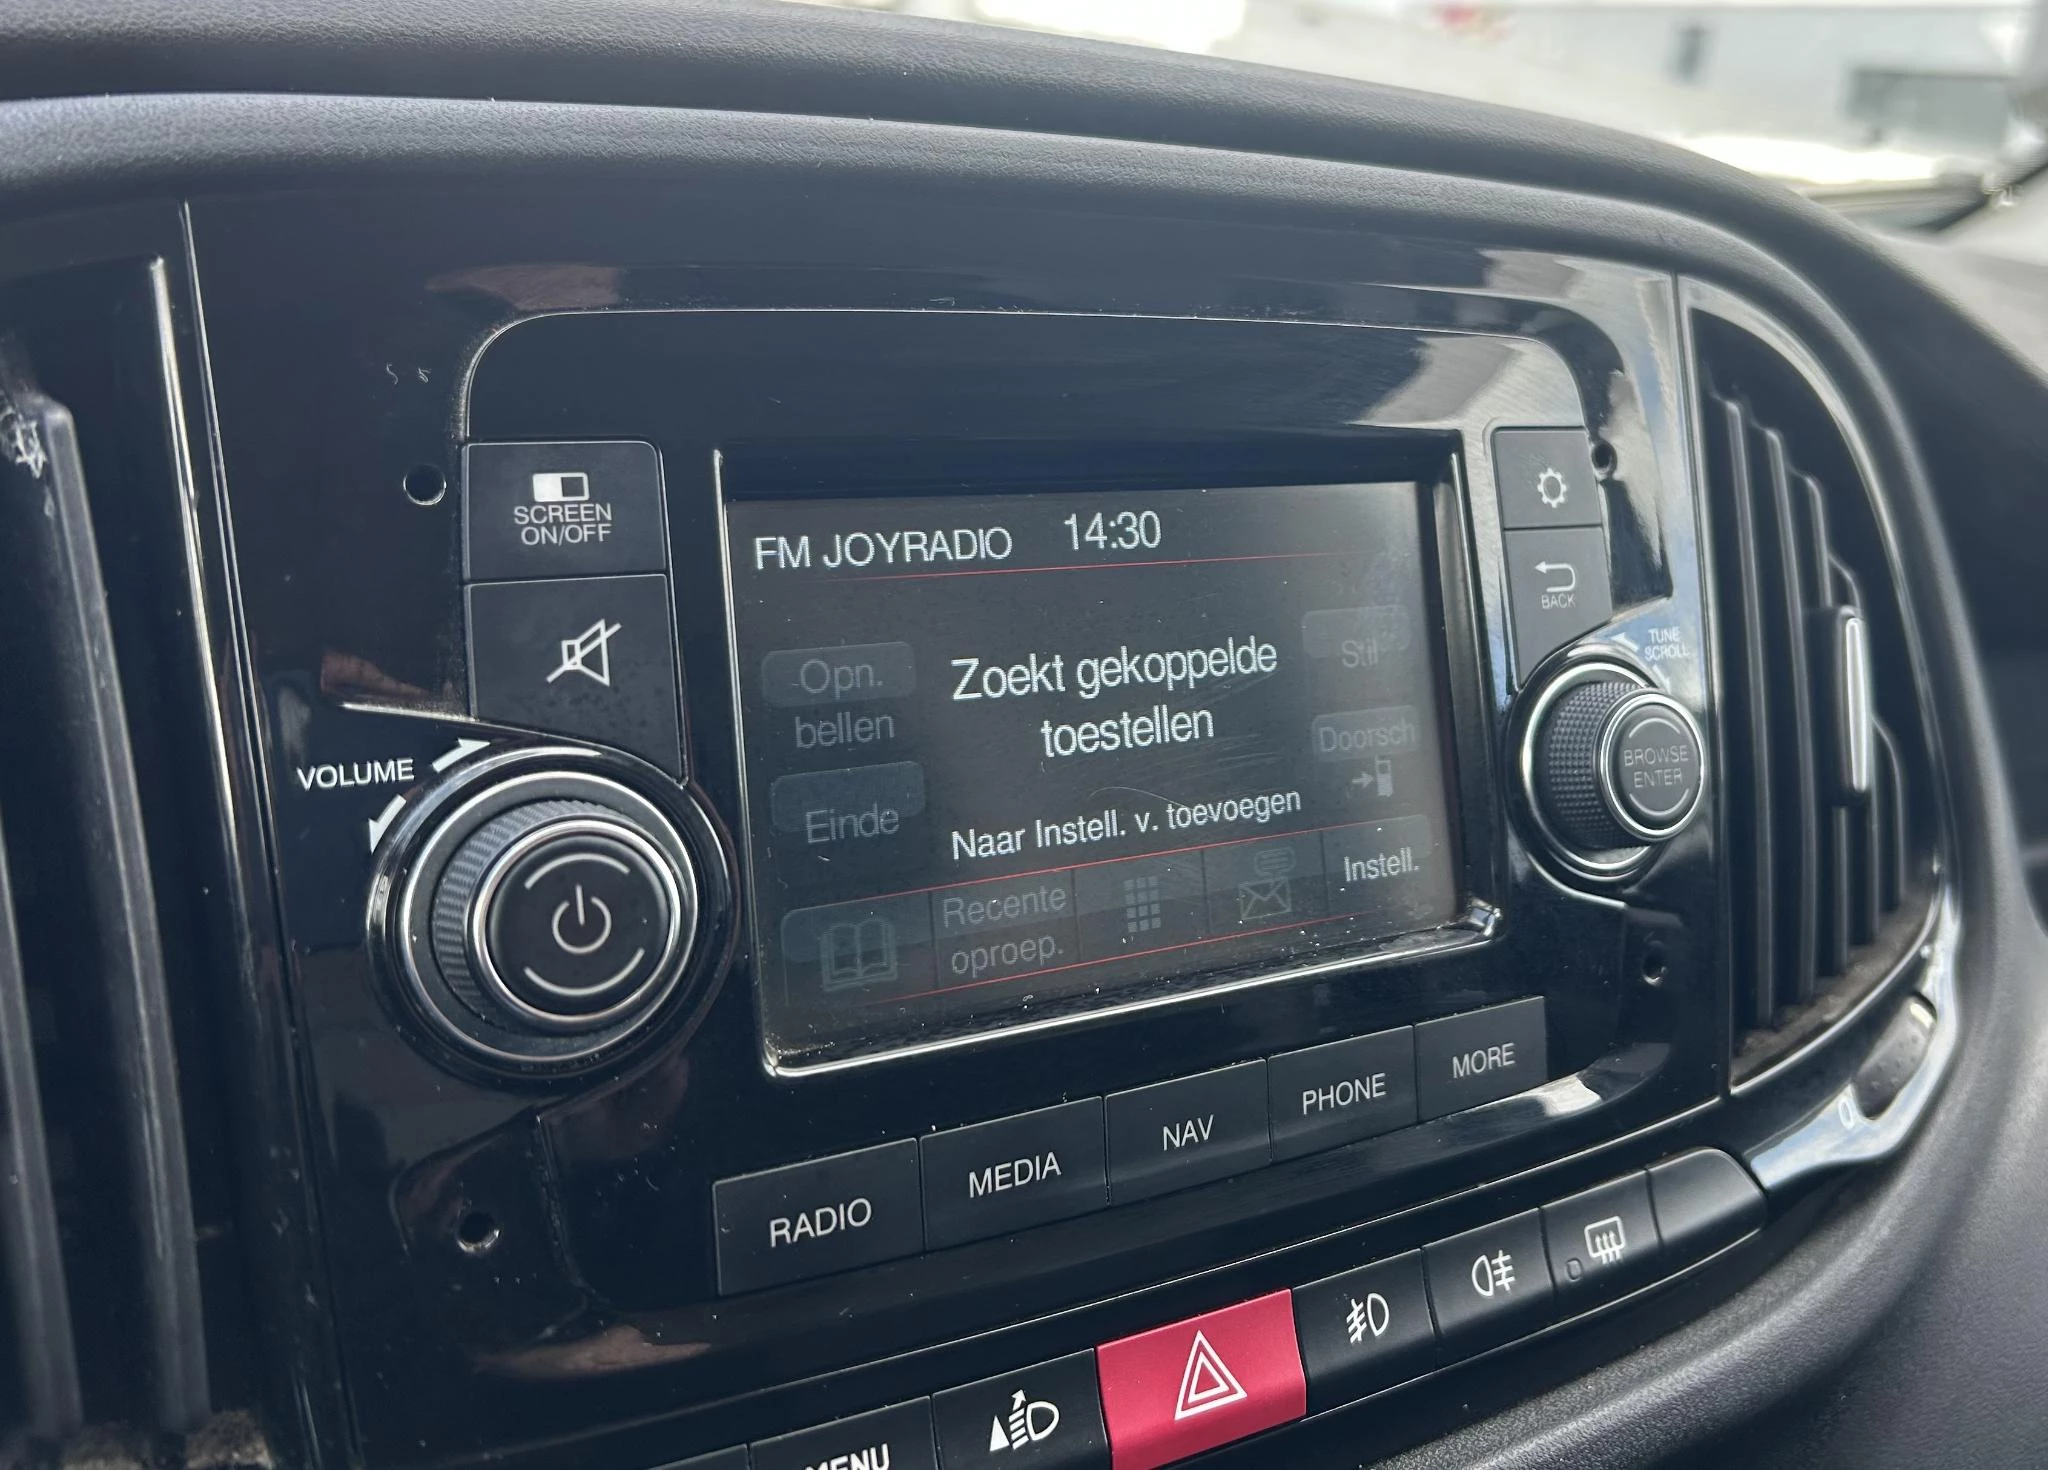 SCREEN
ON/OFF
VOLUME
FM JOYRADIO 14:30
Opn.
bellen
Zoekt gekoppelde
toestellen
Stil
Doorsch
Einde
Naar Instell. v. toevoegen
Recente
oproep.
Instell.
BACK
TUNE
SCROLL
BROWSE
ENTER
RADIO
MEDIA
NAV
PHONE
MORE
MENU